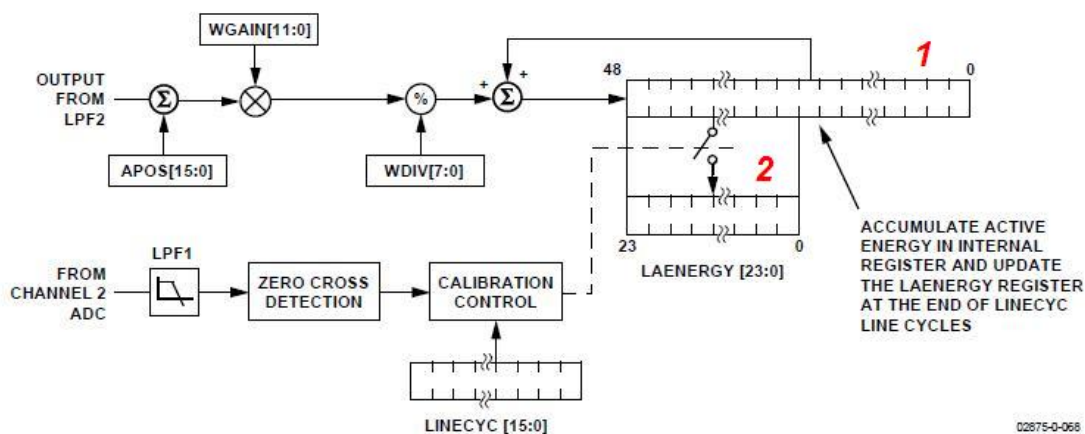 WGAIN[11:0]
OUTPUT
FROM
LPF2
Σ
%
+
+
Σ
48
1
0
APOS[15:0]
WDIV[7:0]
2
23
0
LAENERGY [23:0]
ACCUMULATE ACTIVE
ENERGY IN INTERNAL
REGISTER AND UPDATE
THE LAENERGY REGISTER
AT THE END OF LINECYC
LINE CYCLES
FROM
CHANNEL 2
ADC
LPF1
ZERO CROSS
DETECTION
CALIBRATION
CONTROL
LINECYC [15:0]
02875-0-068